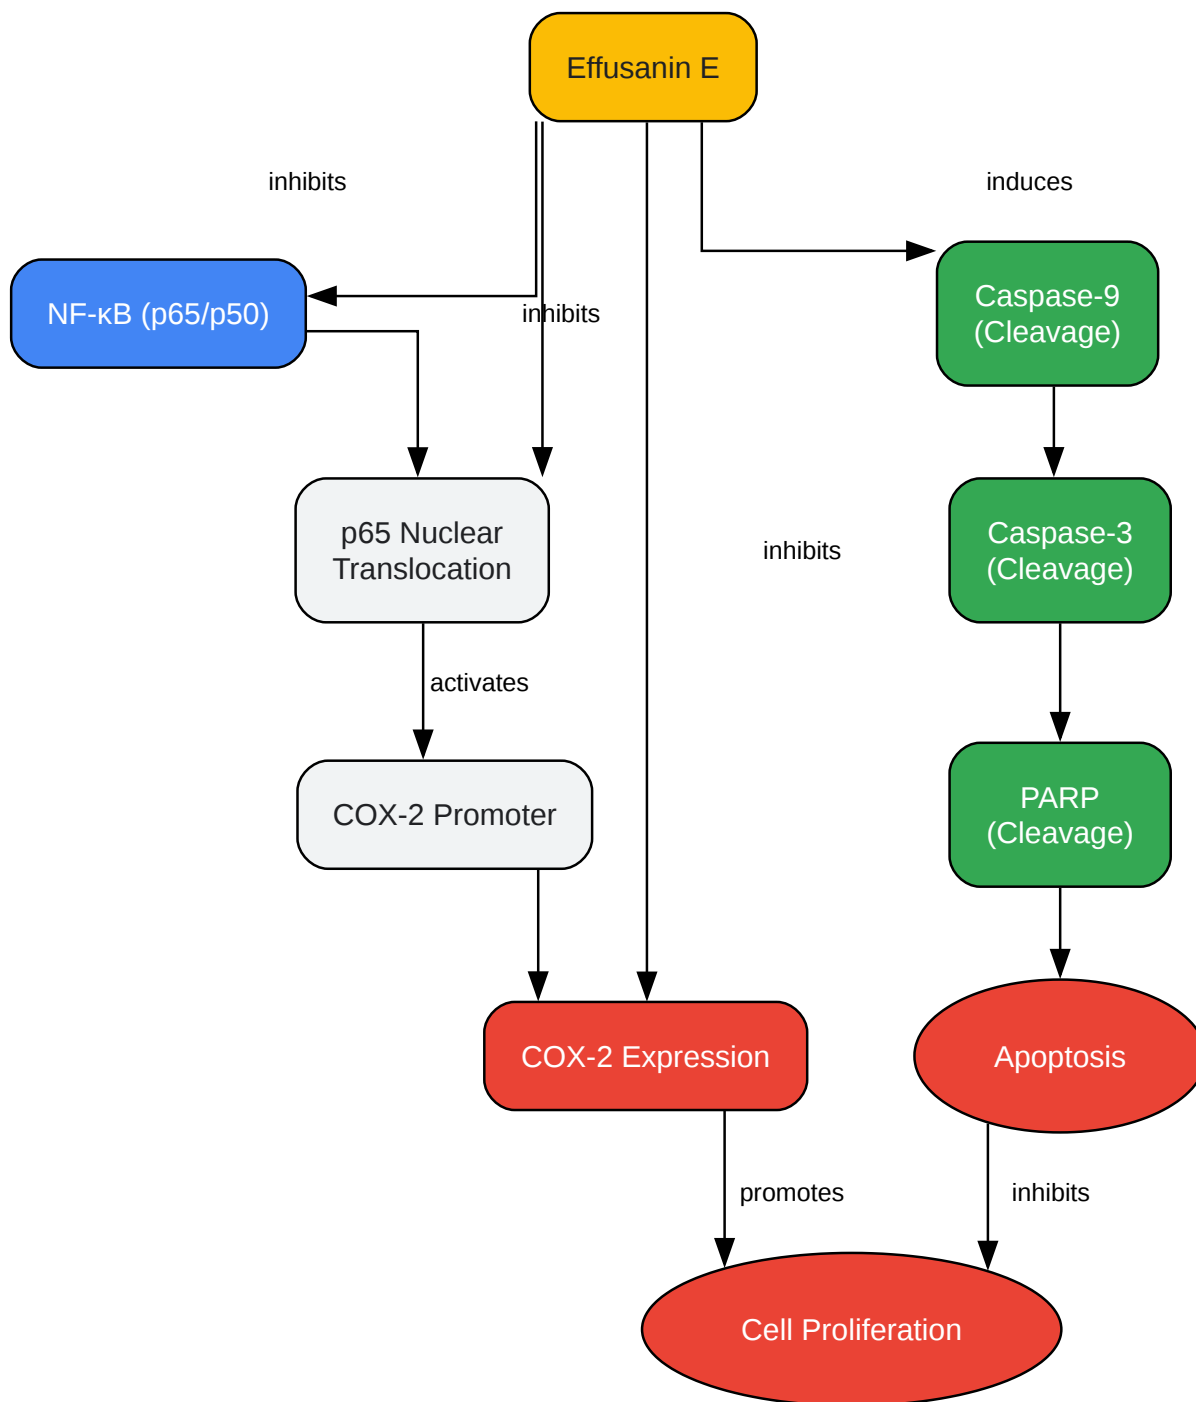 Effusanin E
inhibits
induces
NF-κB (p65/p50)
inhibits
Caspase-9
(Cleavage)
p65 Nuclear
Translocation
inhibits
Caspase-3
(Cleavage)
activates
COX-2 Promoter
PARP
(Cleavage)
COX-2 Expression
Apoptosis
promotes
inhibits
Cell Proliferation